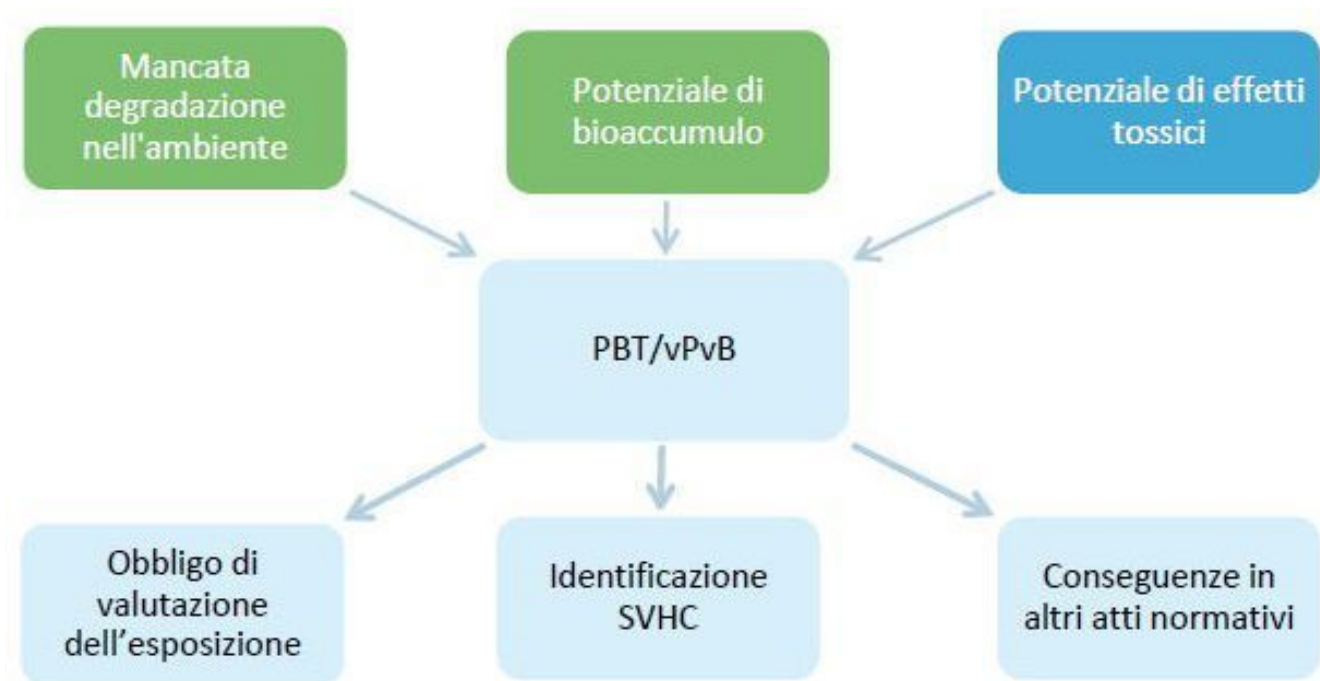 Mancata
degradazione
nell'ambiente
Potenziale di
bioaccumulo
Potenziale di effetti
tossici
PBT/vPvB
Obbligo di
valutazione
dell’esposizione
Identificazione
SVHC
Conseguenze in
altri atti normativi